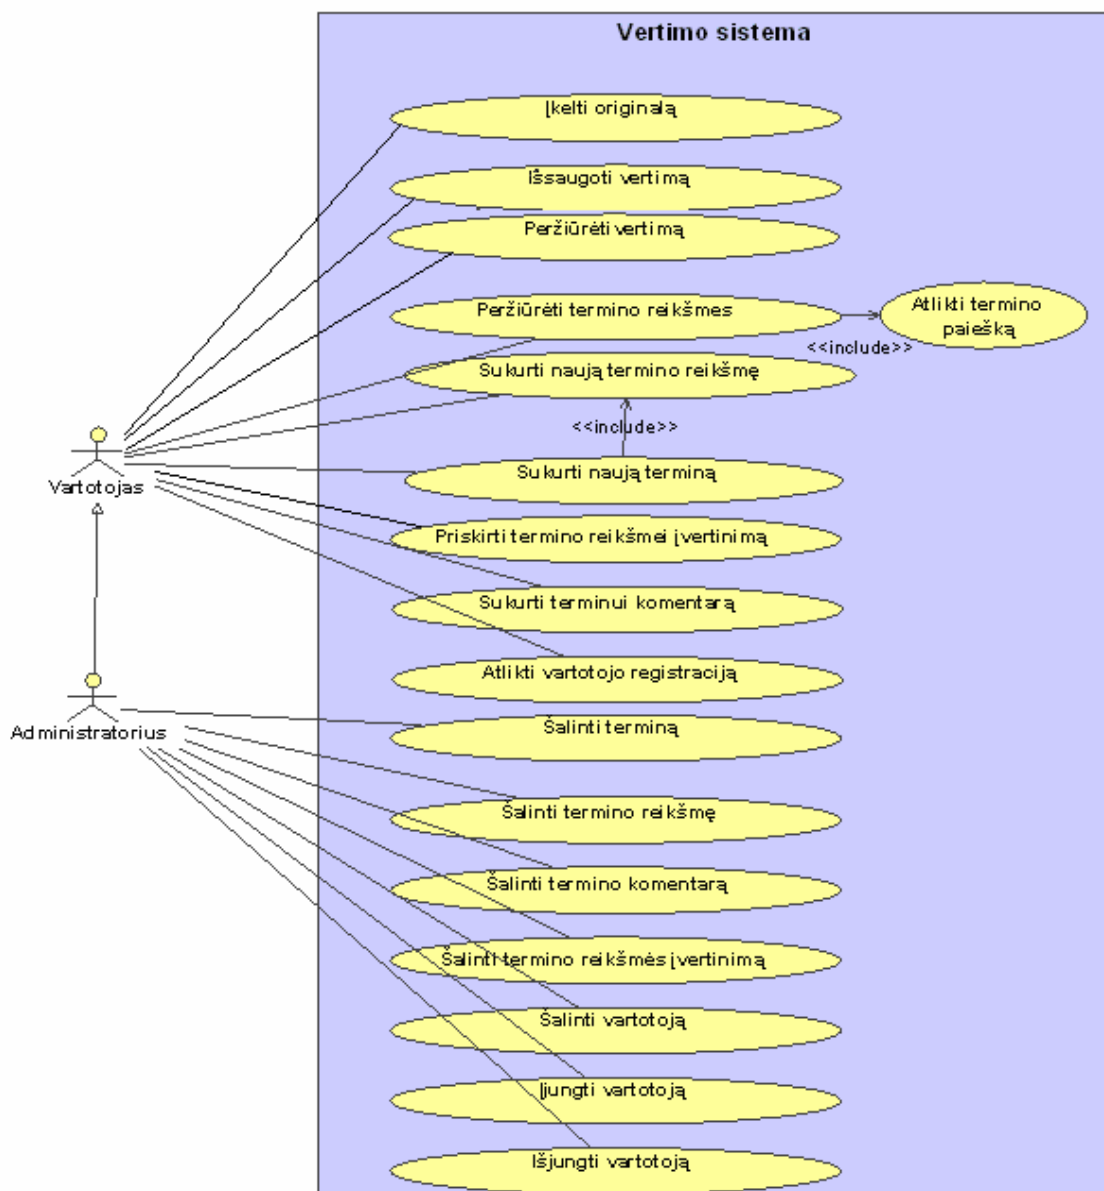 Vertimo sistema
Įkelti originalą
Išsaugoti vertimą
Peržiūrėti vertimą
Peržiūrėti termino reikšmes
Atlikti termino
paiešką
<<include>>
Sukurti naują termino reikšmę
<<include>>
Vartotojas
Sukurti naują terminą
Priskirti termino reikšmei įvertinimą
Sukurti terminui komentarą
Atlikti vartotojo registraciją
Administratorius
Šalinti terminą
Šalinti termino reikšmę
Šalinti termino komentarą
Šalinti termino reikšmės įvertinimą
Šalinti vartotoją
Įjungti vartotoją
Išjungti vartotoją